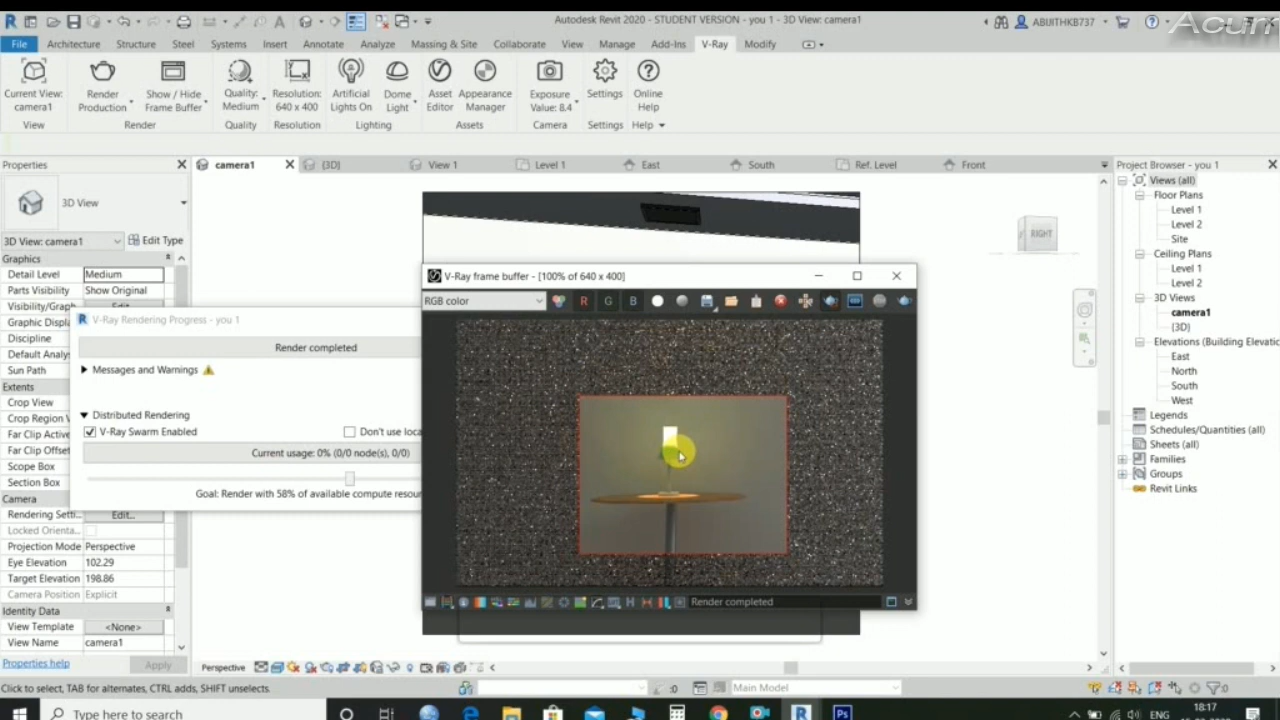 Autodesk Revit 2020 - STUDENT VERSION - you 1 - 3D View: camera1
ABIJITHKB737
File Architecture Structure Steel Systems Insert Annotate Analyze Massing & Site Collaborate View Manage Add-Ins V-Ray Modify
Current View: camera1
Render Production
Show / Hide Frame Buffer
Quality: Medium
Resolution: 640 x 400
Artificial Lights On
Dome Light
Asset Editor
Appearance Manager
Exposure Value: 8.4
Settings
Online Help
View Render Quality Resolution Lighting Assets Camera Settings Help
Properties
camera1 {3D} View 1 Level 1 East South Ref. Level Front
Project Browser - you 1
3D View
3D View: camera1 Edit Type
Graphics
Detail Level Medium
Parts Visibility Show Original
Visibility/Graph
Graphic Displa
Discipline
Default Analys
Sun Path
Extents
Crop View
Crop Region V
Far Clip Active
Far Clip Offset
Scope Box
Section Box
Camera
Rendering Setti... Edit...
Locked Orienta...
Projection Mode Perspective
Eye Elevation 102.29
Target Elevation 198.86
Camera Position Explicit
Identity Data
View Template <None>
View Name camera1
Properties help Apply
V-Ray Rendering Progress - you 1
Render completed
Messages and Warnings
Distributed Rendering
V-Ray Swarm Enabled Don't use loca
Current usage: 0% (0/0 node(s), 0/0)
Goal: Render with 58% of available compute resou
V-Ray frame buffer - [100% of 640 x 400]
RGB color R G B
Render completed
RIGHT
Views (all)
Floor Plans
Level 1
Level 2
Site
Ceiling Plans
Level 1
Level 2
3D Views
camera1
{3D}
Elevations (Building Elevatic
East
North
South
West
Legends
Schedules/Quantities (all)
Sheets (all)
Families
Groups
Revit Links
Perspective
Click to select, TAB for alternates, CTRL adds, SHIFT unselects.
:0 Main Model :0
Type here to search
ENG
18:17